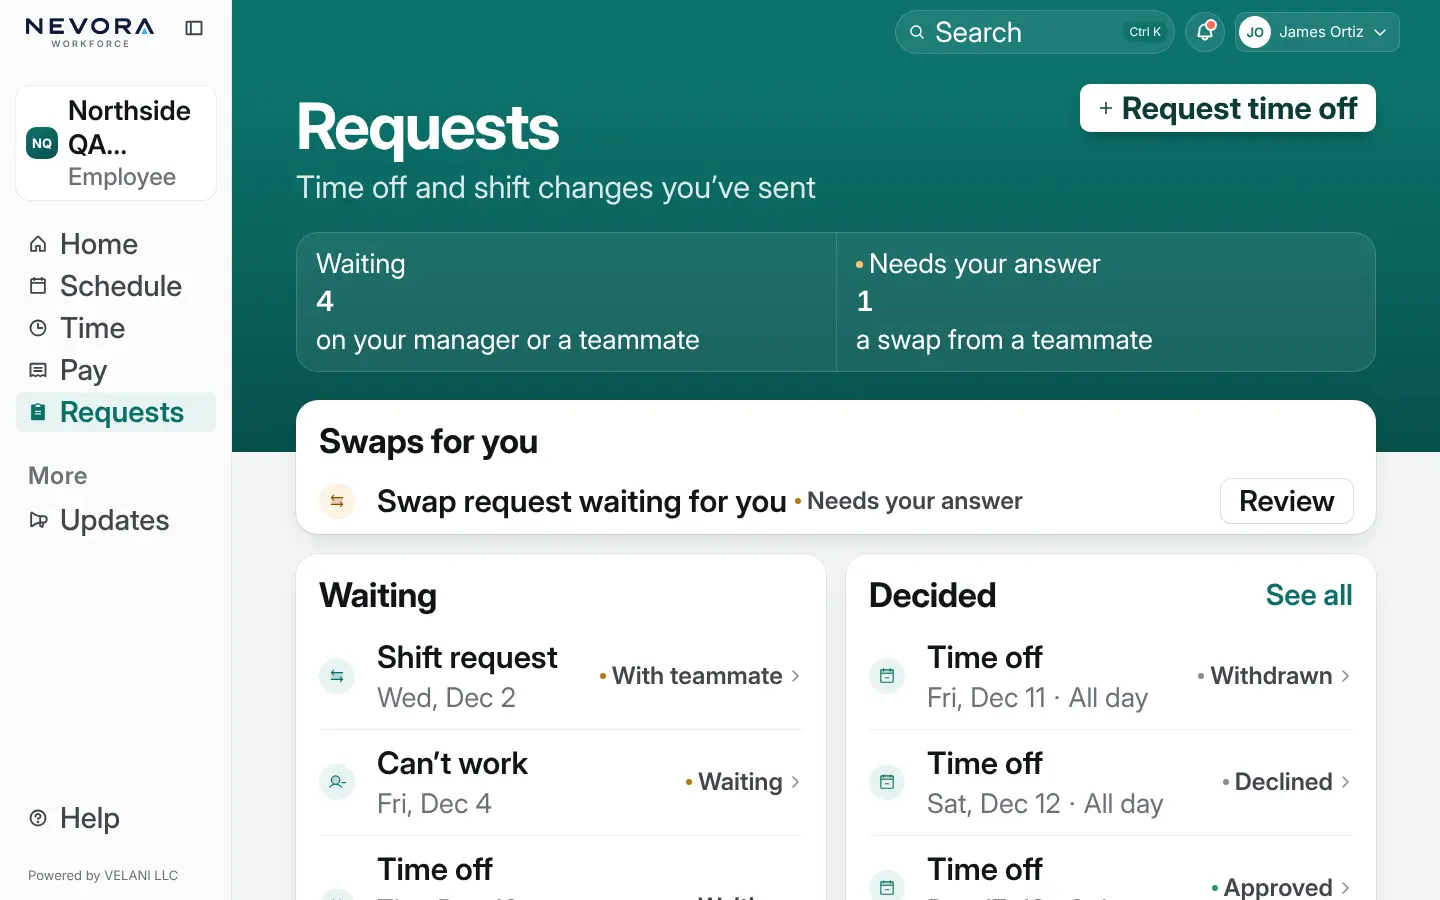 NEVORA
WORKFORCE
Search
Ctrl K
JO
James Ortiz
NQ
Northside
QA...
Employee
Home
Schedule
Time
Pay
Requests
More
Updates
Help
Powered by VELANI LLC
Requests
Time off and shift changes you’ve sent
+ Request time off
Waiting
4
on your manager or a teammate
Needs your answer
1
a swap from a teammate
Swaps for you
Swap request waiting for you • Needs your answer
Review
Waiting
Shift request
Wed, Dec 2
• With teammate
Can’t work
Fri, Dec 4
• Waiting
Time off
Decided
See all
Time off
Fri, Dec 11 · All day
• Withdrawn
Time off
Sat, Dec 12 · All day
• Declined
Time off
• Approved